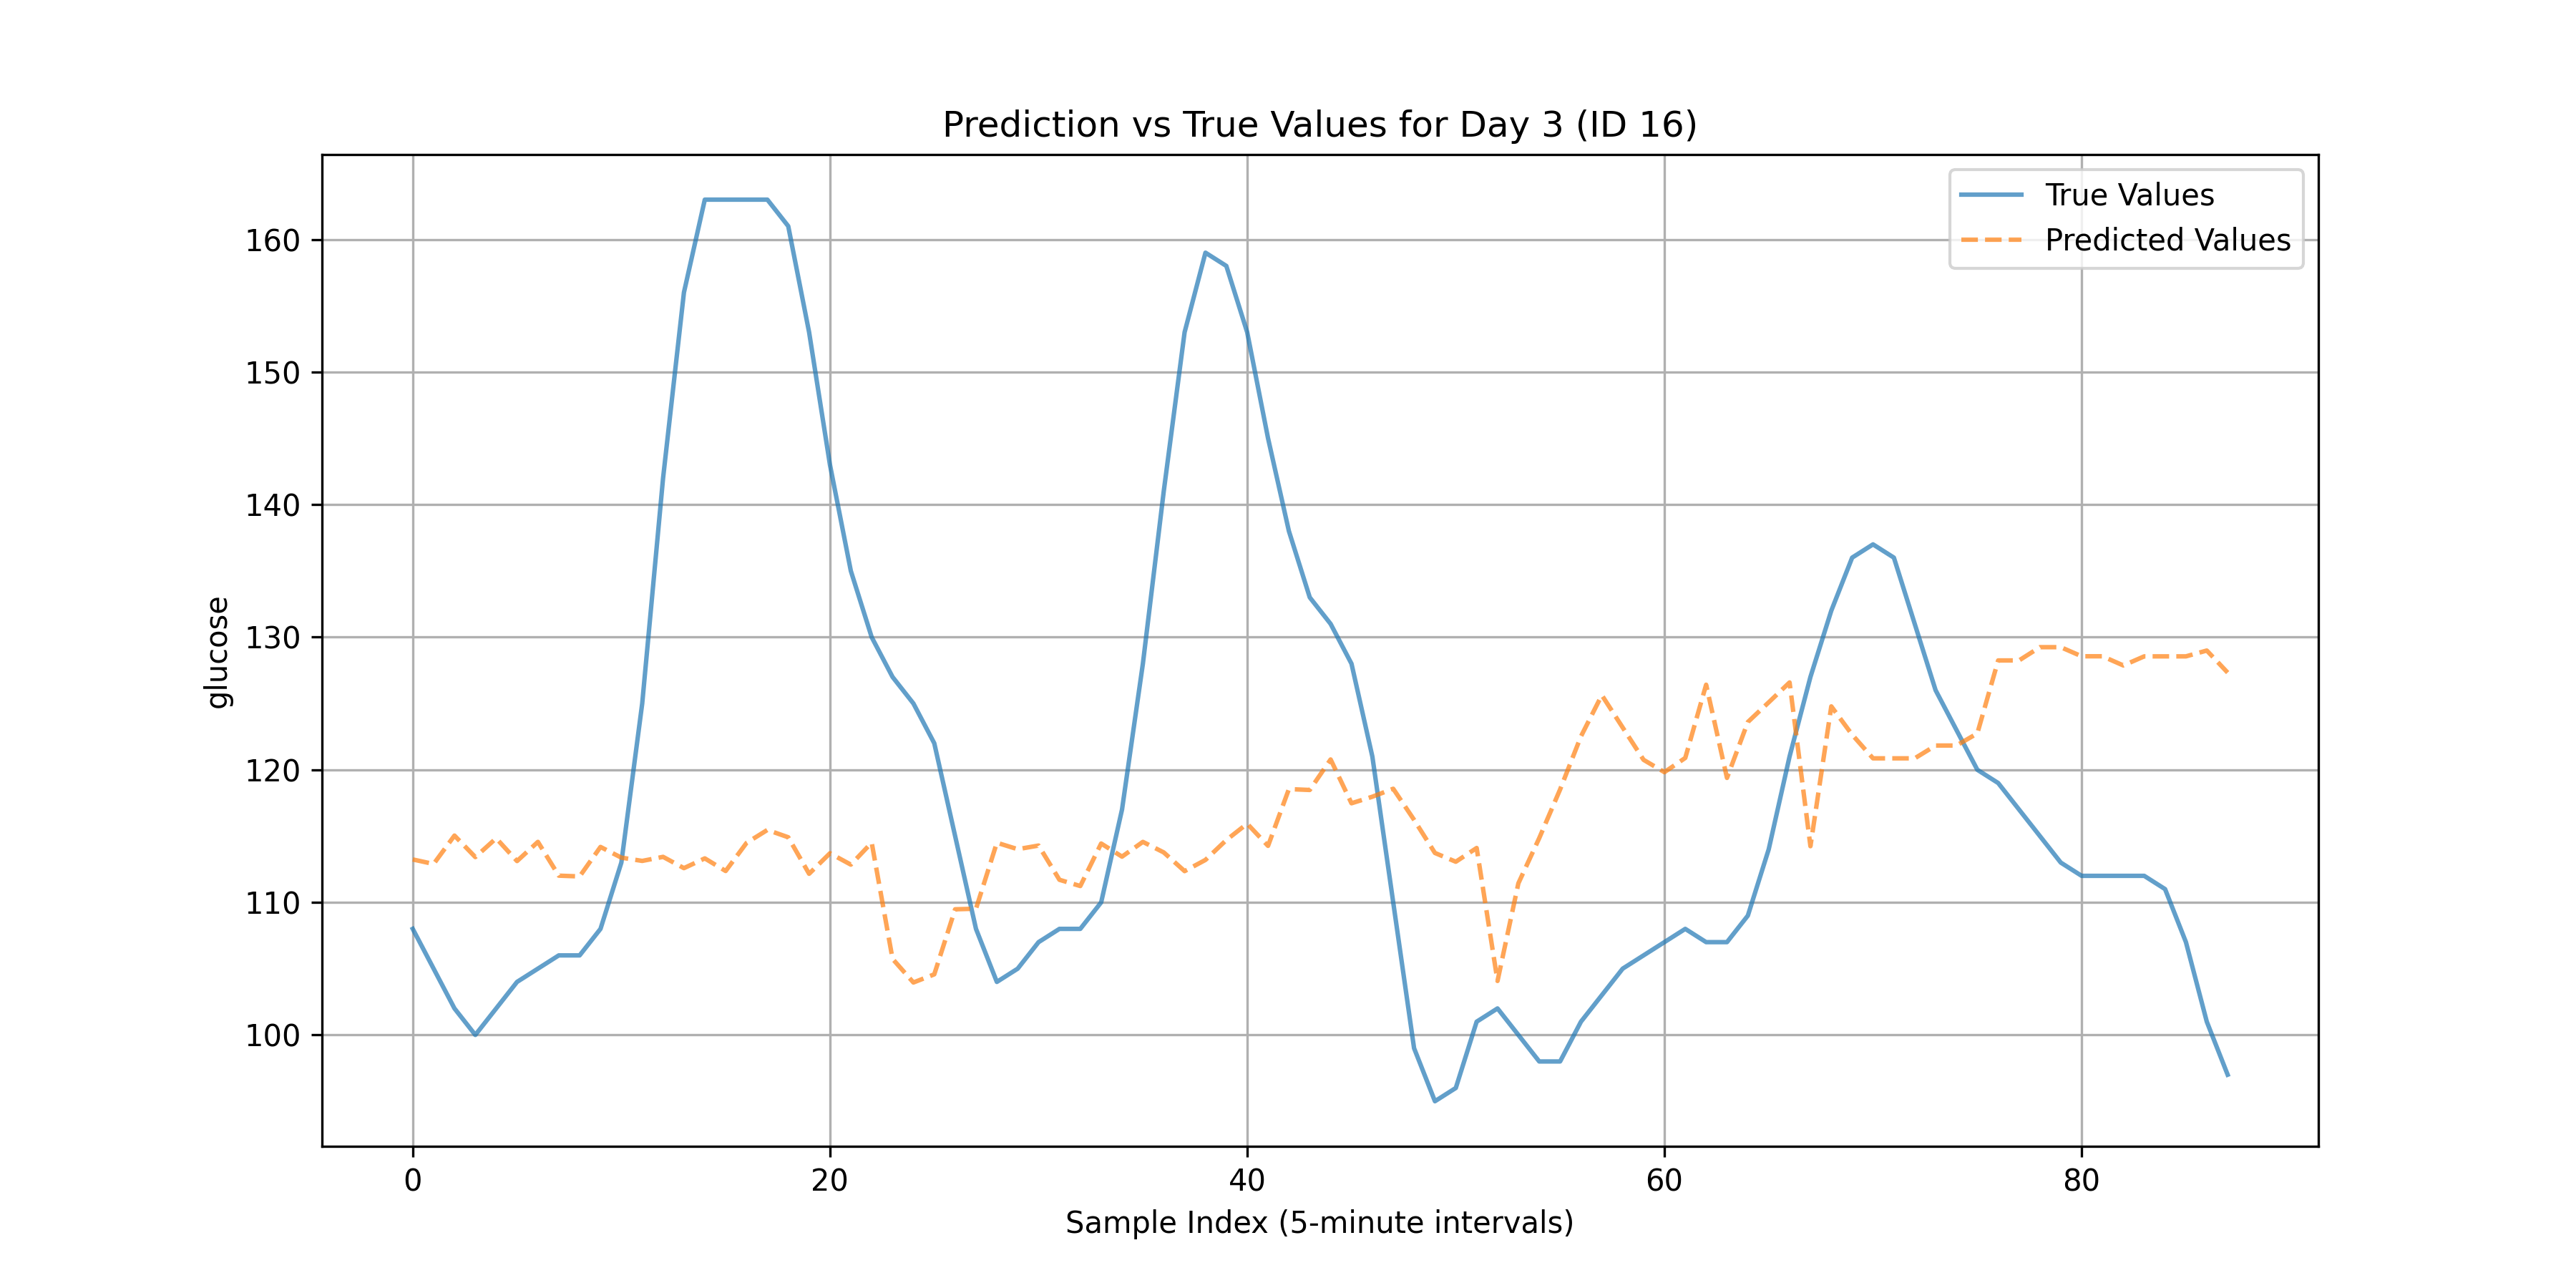 Prediction vs True Values for Day 3 (ID 16)
True Values
Predicted Values
160
150
140
130
120
110
100
glucose
0 20 40 60 80
Sample Index (5-minute intervals)